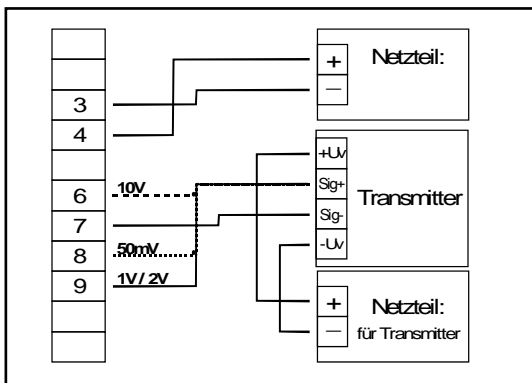 3
4
6
7
8
9
10V
50mV
1V / 2V
+
−
Netzteil:
+Uv
Sig+
Sig-
-Uv
Transmitter
+
−
Netzteil:
für Transmitter